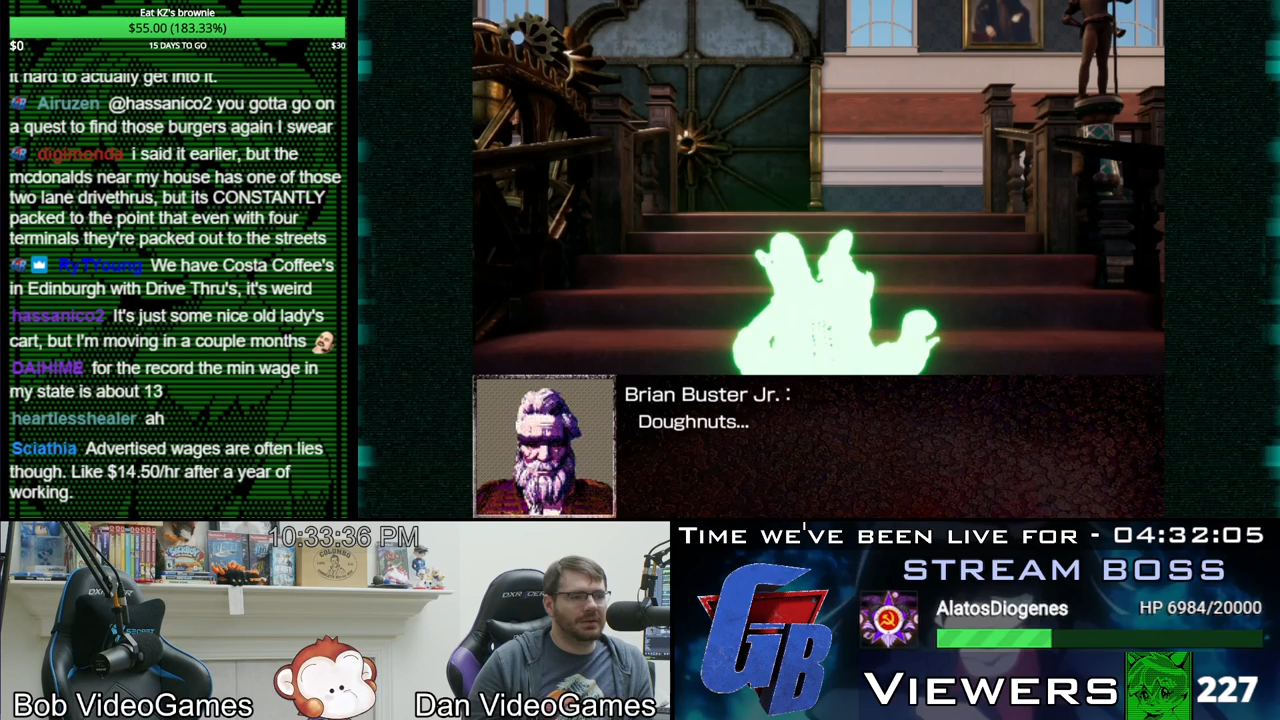 Eat KZ's brownie
$55.00 (183.33%)
$0
15 DAYS TO GO
$30
it hard to actually get into it.
Airuzen @hassanico2 you gotta go on
a quest to find those burgers again I swear
digimonda i said it earlier, but the
mcdonalds near my house has one of those
two lane drivethrus, but its CONSTANTLY
packed to the point that even with four
terminals they're packed out to the streets
RyTYoung We have Costa Coffee's
in Edinburgh with Drive Thru's, it's weird
hassanico2 It's just some nice old lady's
cart, but I'm moving in a couple months
DAIHIME for the record the min wage in
my state is about 13
heartlesshealer ah
Sciathia Advertised wages are often lies
though. Like $14.50/hr after a year of
working.
Brian Buster Jr. :
Doughnuts...
10:33:36 PM
COLUMBO
DXRACER
Bob VideoGames
Dan VideoGames
TIME WE'VE BEEN LIVE FOR - 04:32:05
STREAM BOSS
AlatosDiogenes
HP 6984/20000
GB
VIEWERS
227